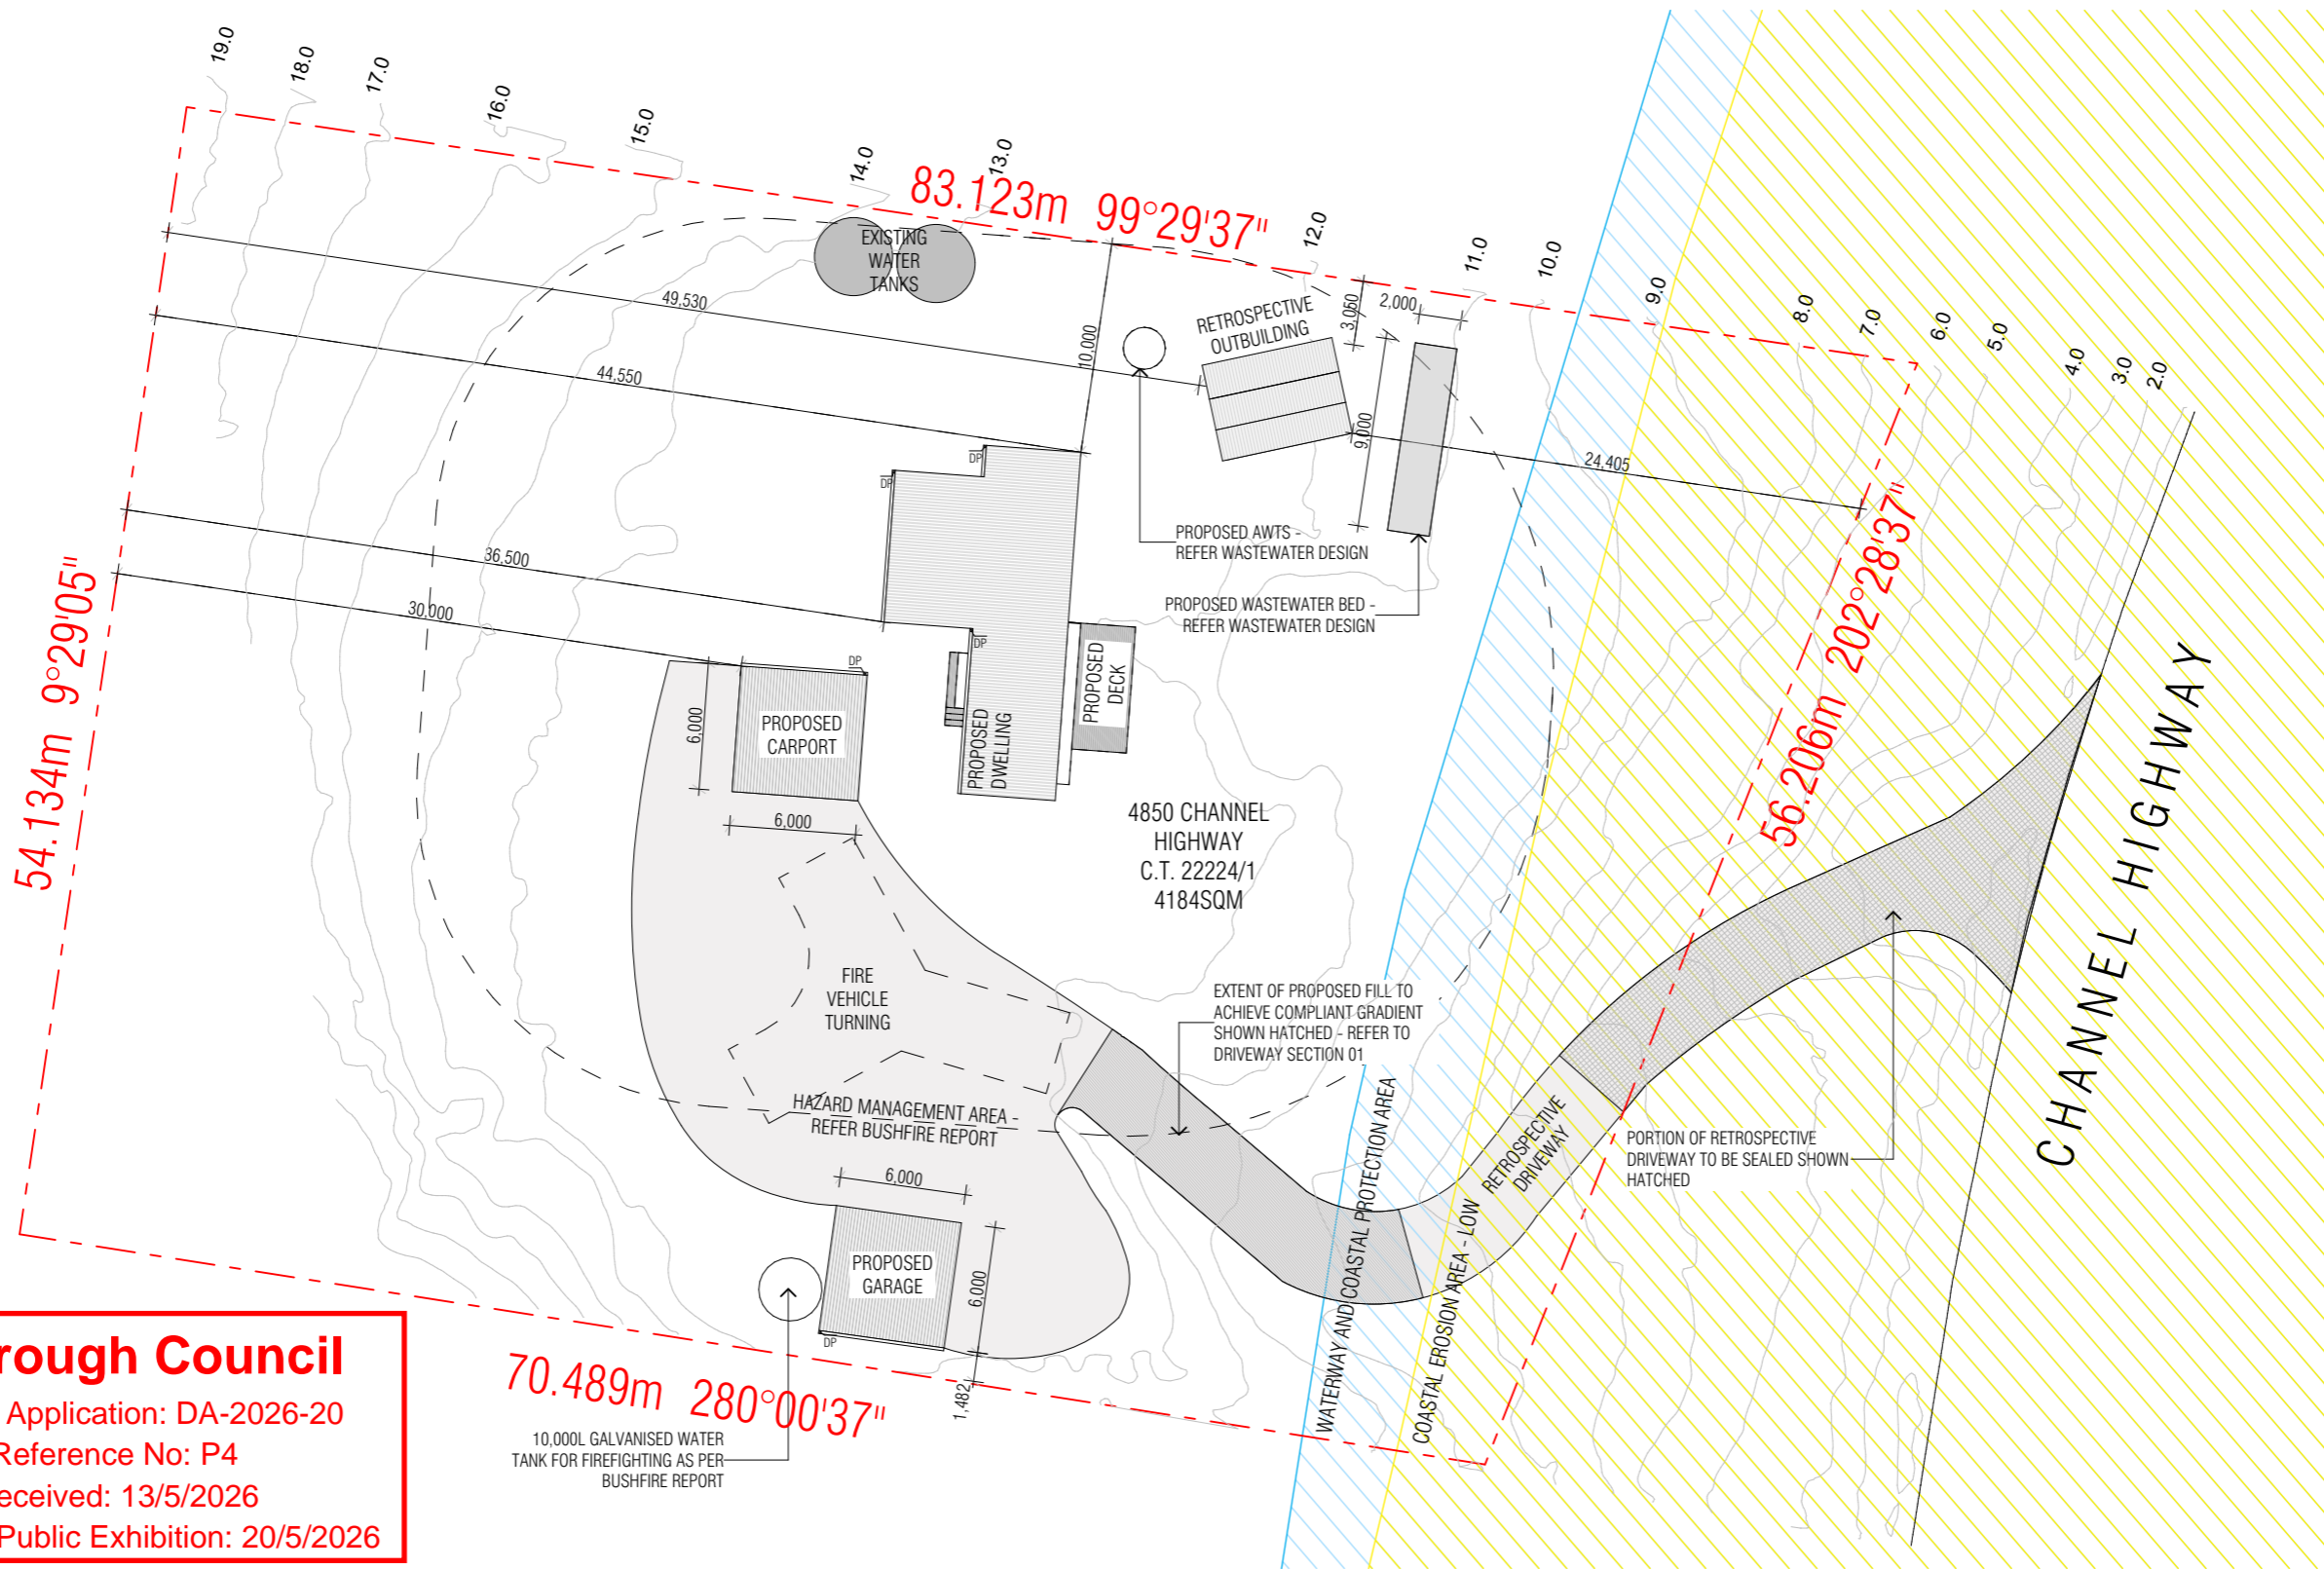 19.0
18.0
17.0
16.0
15.0
14.0
13.0
12.0
11.0
10.0
9.0
8.0
7.0
6.0
5.0
4.0
3.0
2.0
83.123m 99°29'37"
EXISTING
WATER
TANKS
49,530
44,550
10,000
RETROSPECTIVE
OUTBUILDING
3,050
2,000
9,000
24,405
DP
DP
PROPOSED AWTS -
REFER WASTEWATER DESIGN
PROPOSED WASTEWATER BED -
REFER WASTEWATER DESIGN
36,500
30,000
54.134m 9°29'05"
56.206m 202°28'37"
DP
DP
6,000
PROPOSED
CARPORT
6,000
PROPOSED
DWELLING
PROPOSED
DECK
4850 CHANNEL
HIGHWAY
C.T. 22224/1
4184SQM
CHANNEL HIGHWAY
FIRE
VEHICLE
TURNING
EXTENT OF PROPOSED FILL TO
ACHIEVE COMPLIANT GRADIENT
SHOWN HATCHED - REFER TO
DRIVEWAY SECTION 01
HAZARD MANAGEMENT AREA -
REFER BUSHFIRE REPORT
RETROSPECTIVE
DRIVEWAY
PORTION OF RETROSPECTIVE
DRIVEWAY TO BE SEALED SHOWN
HATCHED
WATERWAY AND COASTAL PROTECTION AREA
COASTAL EROSION AREA - LOW
6,000
PROPOSED
GARAGE
6,000
DP
1,482
70.489m 280°00'37"
10,000L GALVANISED WATER
TANK FOR FIREFIGHTING AS PER
BUSHFIRE REPORT
rough Council
Application: DA-2026-20
Reference No: P4
eceived: 13/5/2026
Public Exhibition: 20/5/2026